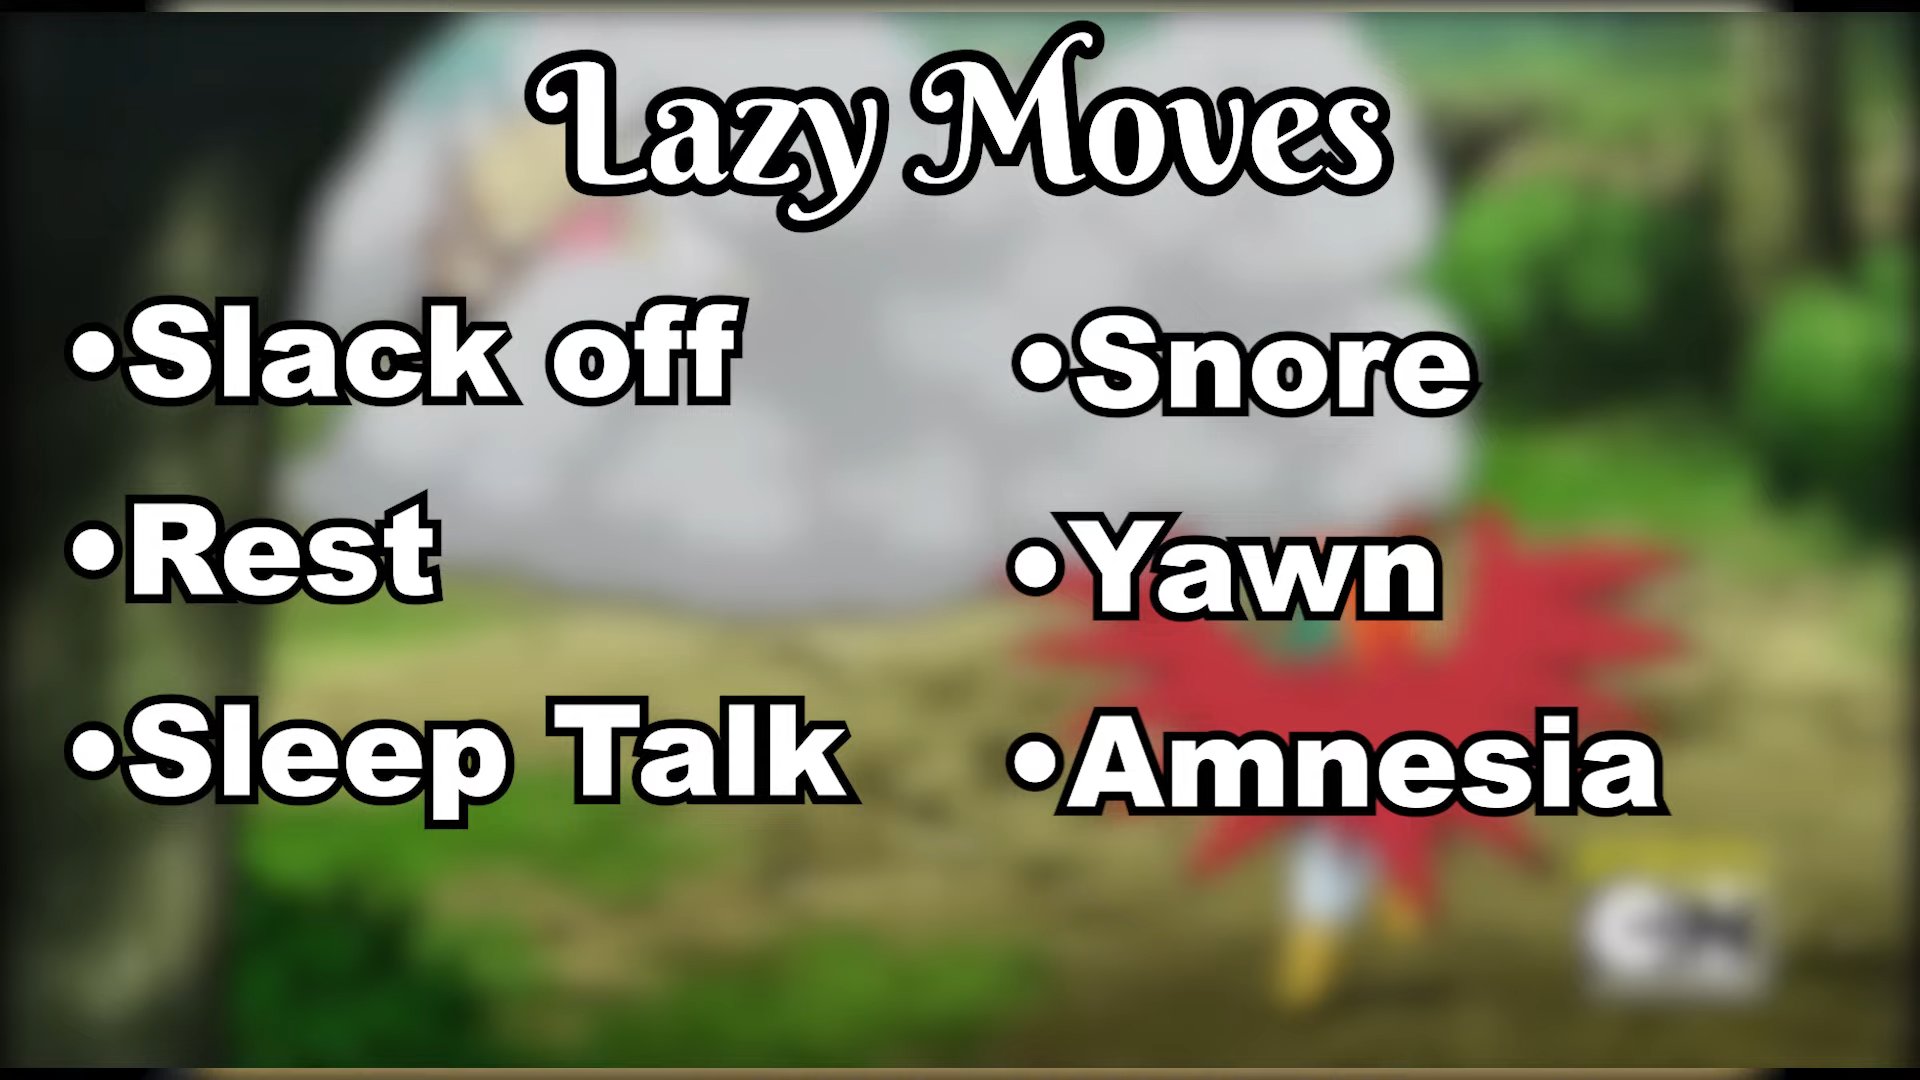 Lazy Moves
•Slack off
•Rest
•Sleep Talk
•Snore
•Yawn
•Amnesia